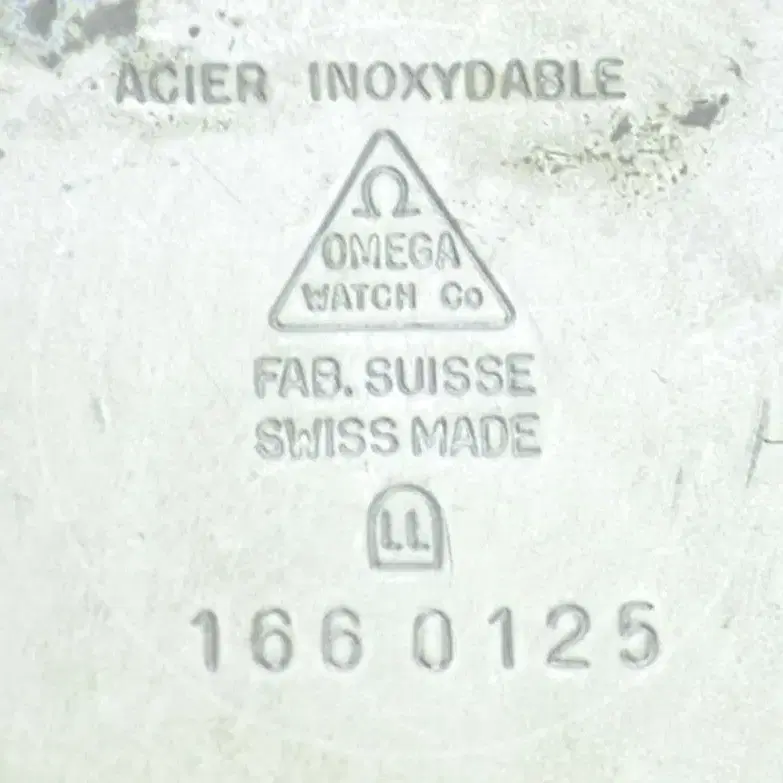 ACIER INOXYDABLE
Ω
OMEGA
WATCH Co
FAB. SUISSE
SWISS MADE
LL
166 0125